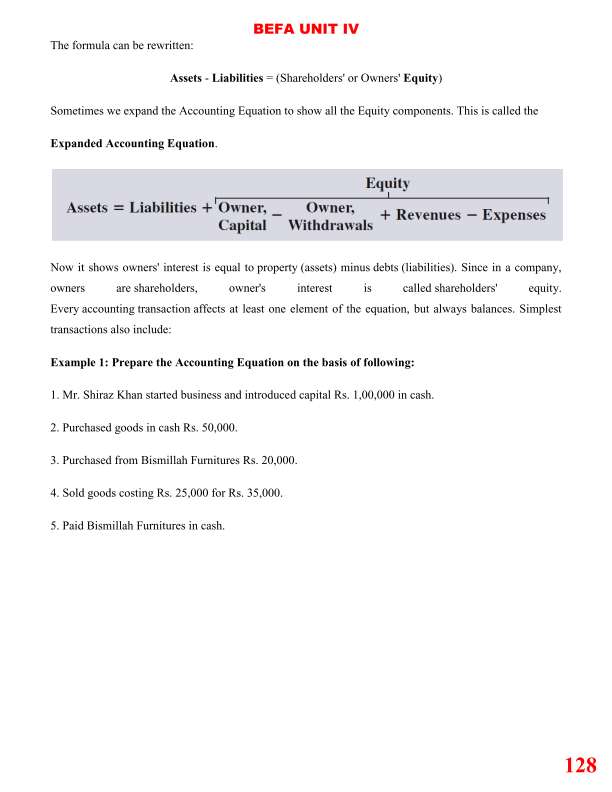 BEFA UNIT IV
The formula can be rewritten:
Assets - Liabilities = (Shareholders' or Owners' Equity)
Sometimes we expand the Accounting Equation to show all the Equity components. This is called the
Expanded Accounting Equation.
Equity
Assets = Liabilities + Owner, Capital − Owner, Withdrawals + Revenues − Expenses
Now it shows owners' interest is equal to property (assets) minus debts (liabilities). Since in a company,
owners are shareholders, owner's interest is called shareholders' equity.
Every accounting transaction affects at least one element of the equation, but always balances. Simplest
transactions also include:
Example 1: Prepare the Accounting Equation on the basis of following:
1. Mr. Shiraz Khan started business and introduced capital Rs. 1,00,000 in cash.
2. Purchased goods in cash Rs. 50,000.
3. Purchased from Bismillah Furnitures Rs. 20,000.
4. Sold goods costing Rs. 25,000 for Rs. 35,000.
5. Paid Bismillah Furnitures in cash.
128